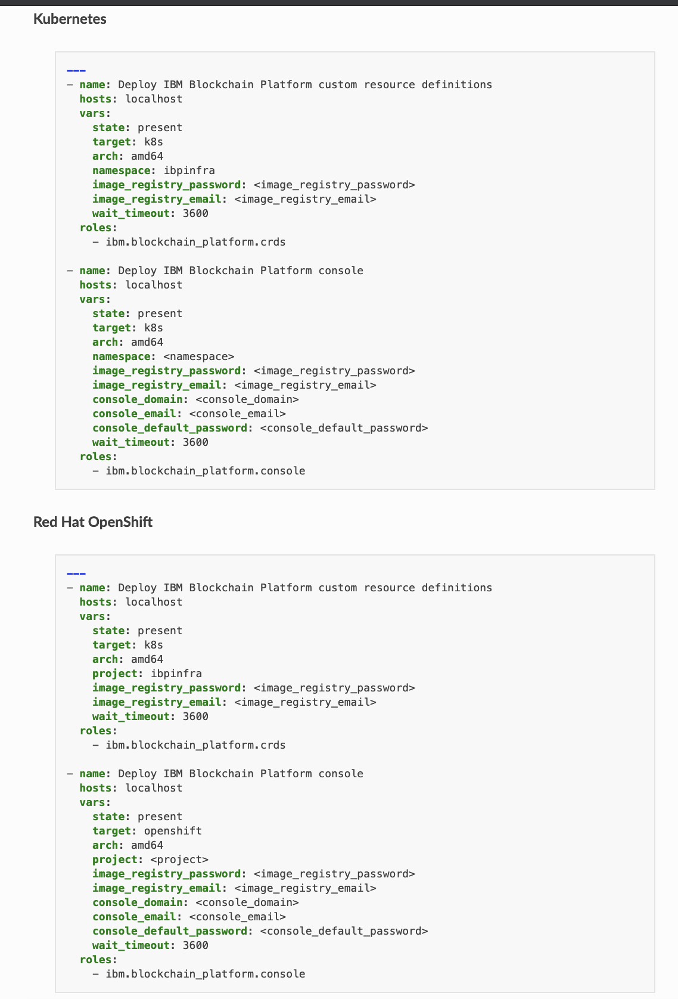 Kubernetes
---
- name: Deploy IBM Blockchain Platform custom resource definitions
  hosts: localhost
  vars:
    state: present
    target: k8s
    arch: amd64
    namespace: ibpinfra
    image_registry_password: <image_registry_password>
    image_registry_email: <image_registry_email>
    wait_timeout: 3600
  roles:
    - ibm.blockchain_platform.crds

- name: Deploy IBM Blockchain Platform console
  hosts: localhost
  vars:
    state: present
    target: k8s
    arch: amd64
    namespace: <namespace>
    image_registry_password: <image_registry_password>
    image_registry_email: <image_registry_email>
    console_domain: <console_domain>
    console_email: <console_email>
    console_default_password: <console_default_password>
    wait_timeout: 3600
  roles:
    - ibm.blockchain_platform.console
Red Hat OpenShift
---
- name: Deploy IBM Blockchain Platform custom resource definitions
  hosts: localhost
  vars:
    state: present
    target: k8s
    arch: amd64
    project: ibpinfra
    image_registry_password: <image_registry_password>
    image_registry_email: <image_registry_email>
    wait_timeout: 3600
  roles:
    - ibm.blockchain_platform.crds

- name: Deploy IBM Blockchain Platform console
  hosts: localhost
  vars:
    state: present
    target: openshift
    arch: amd64
    project: <project>
    image_registry_password: <image_registry_password>
    image_registry_email: <image_registry_email>
    console_domain: <console_domain>
    console_email: <console_email>
    console_default_password: <console_default_password>
    wait_timeout: 3600
  roles:
    - ibm.blockchain_platform.console